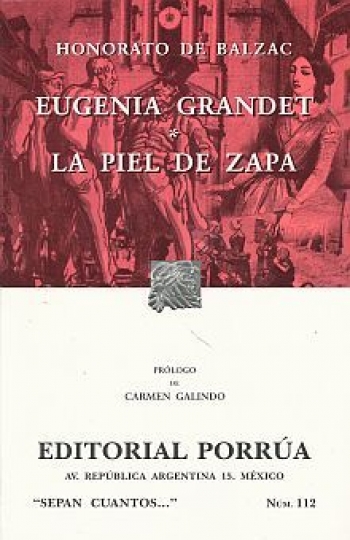 HONORATO DE BALZAC
EUGENIA GRANDET
*
LA PIEL DE ZAPA
PRÓLOGO
DE
CARMEN GALINDO
EDITORIAL PORRÚA
AV. REPÚBLICA ARGENTINA 15. MÉXICO
“SEPAN CUANTOS...” NÚM. 112